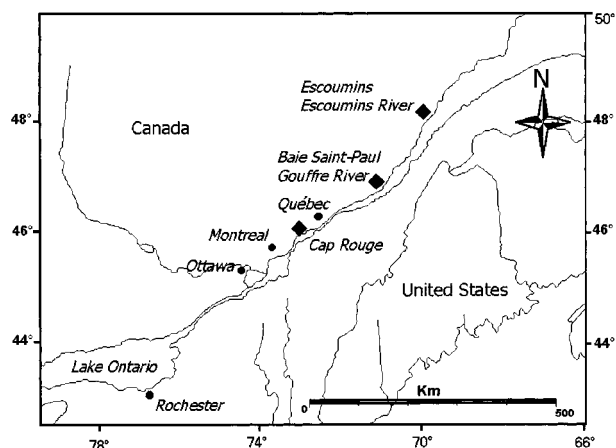 50°
N
Escoumins
Escoumins River
48°
48°
Canada
Baie Saint-Paul
Gouffre River
Québec
Montreal
Cap Rouge
46°
46°
Ottawa
United States
44°
44°
Lake Ontario
Km
0
500
Rochester
78°
74°
70°
66°